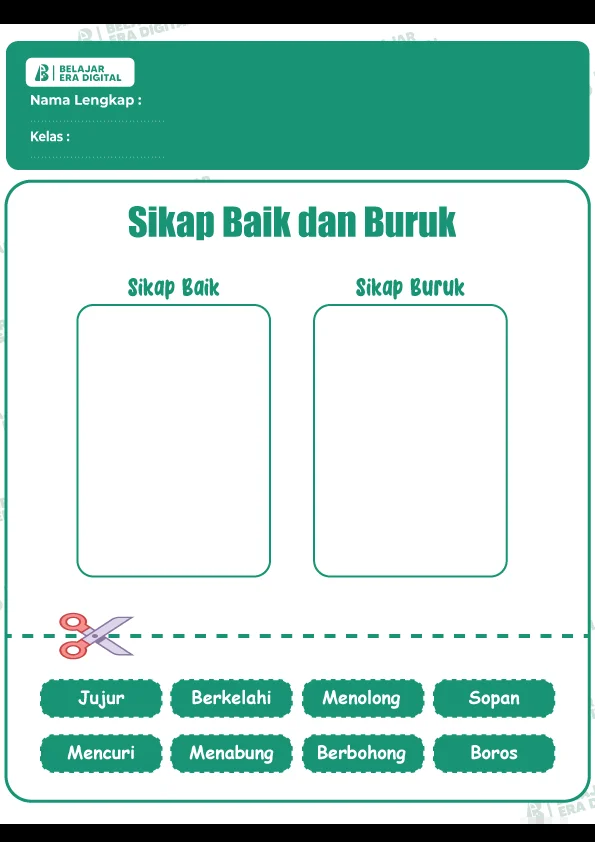 BELAJAR
ERA DIGITAL
Nama Lengkap :
Kelas :
Sikap Baik dan Buruk
Sikap Baik Sikap Buruk
Jujur Berkelahi Menolong Sopan
Mencuri Menabung Berbohong Boros